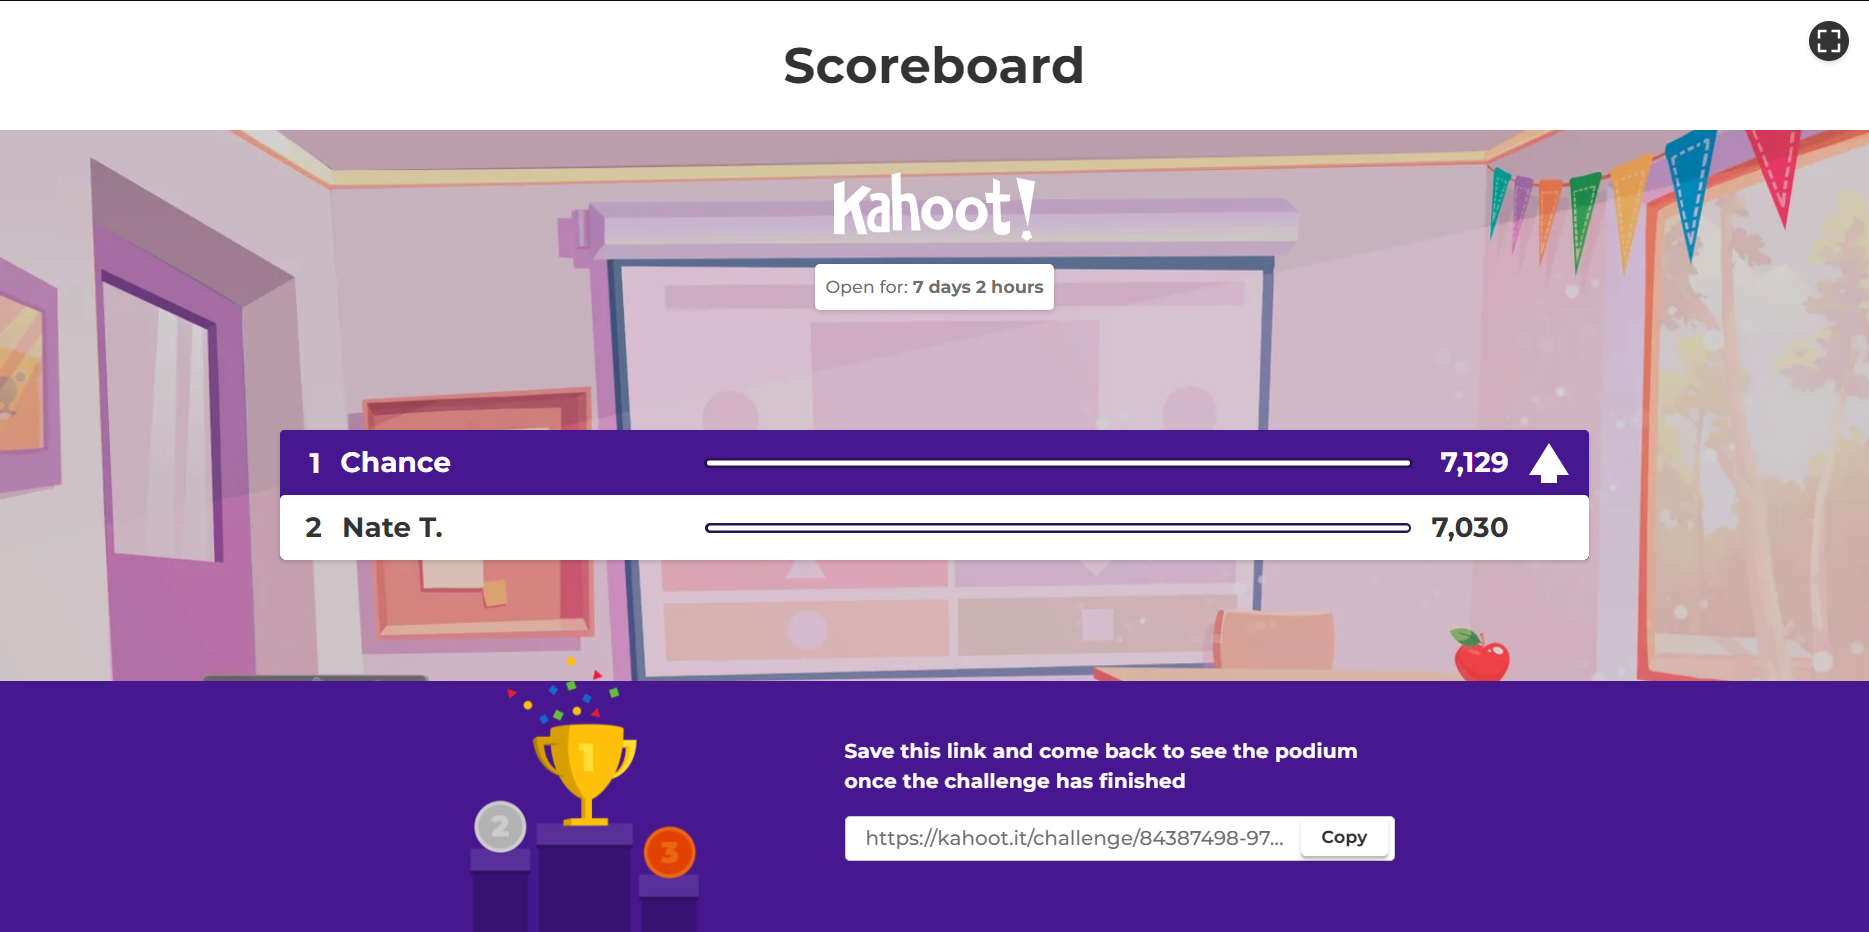 Scoreboard
Kahoot!
Open for: 7 days 2 hours
1 Chance 7,129
2 Nate T. 7,030
1
2
3
Save this link and come back to see the podium
once the challenge has finished
https://kahoot.it/challenge/84387498-97... Copy